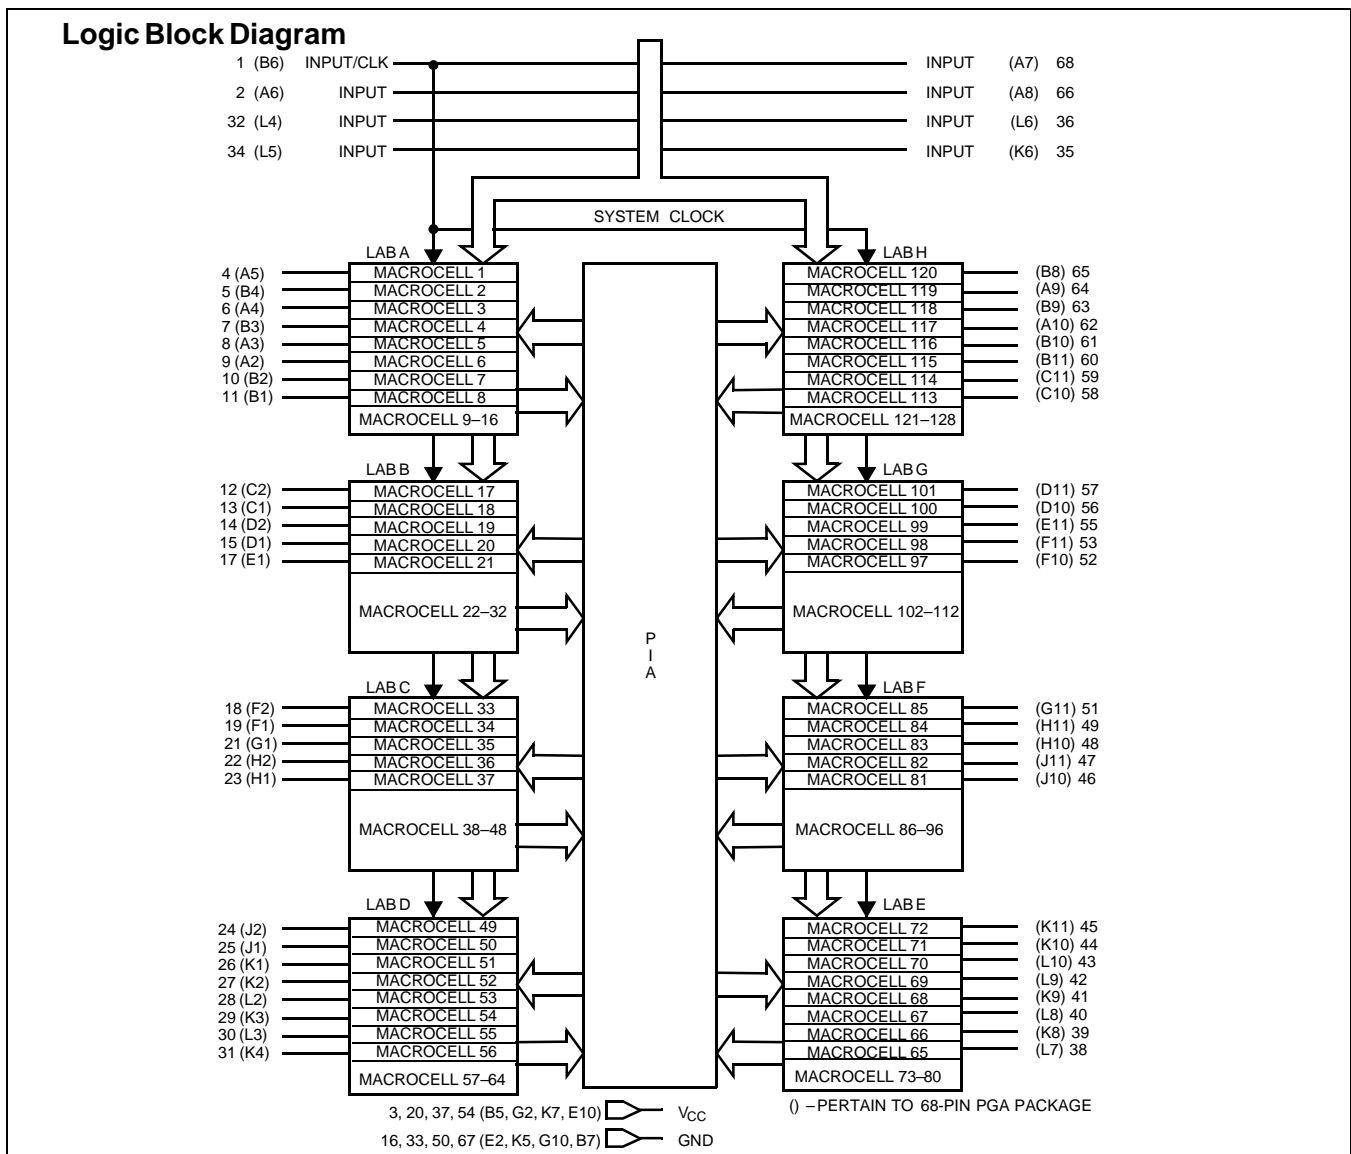 Logic Block Diagram
1 (B6) INPUT/CLK INPUT (A7) 68
2 (A6) INPUT INPUT (A8) 66
32 (L4) INPUT INPUT (L6) 36
34 (L5) INPUT INPUT (K6) 35
SYSTEM CLOCK
LAB A LAB H
4 (A5) MACROCELL 1 MACROCELL 120 (B8) 65
5 (B4) MACROCELL 2 MACROCELL 119 (A9) 64
6 (A4) MACROCELL 3 MACROCELL 118 (B9) 63
7 (B3) MACROCELL 4 MACROCELL 117 (A10) 62
8 (A3) MACROCELL 5 MACROCELL 116 (B10) 61
9 (A2) MACROCELL 6 MACROCELL 115 (B11) 60
10 (B2) MACROCELL 7 MACROCELL 114 (C11) 59
11 (B1) MACROCELL 8 MACROCELL 113 (C10) 58
MACROCELL 9–16 MACROCELL 121–128
LAB B LAB G
12 (C2) MACROCELL 17 MACROCELL 101 (D11) 57
13 (C1) MACROCELL 18 MACROCELL 100 (D10) 56
14 (D2) MACROCELL 19 MACROCELL 99 (E11) 55
15 (D1) MACROCELL 20 MACROCELL 98 (F11) 53
17 (E1) MACROCELL 21 MACROCELL 97 (F10) 52
MACROCELL 22–32 MACROCELL 102–112
P
I
A
LAB C LAB F
18 (F2) MACROCELL 33 MACROCELL 85 (G11) 51
19 (F1) MACROCELL 34 MACROCELL 84 (H11) 49
21 (G1) MACROCELL 35 MACROCELL 83 (H10) 48
22 (H2) MACROCELL 36 MACROCELL 82 (J11) 47
23 (H1) MACROCELL 37 MACROCELL 81 (J10) 46
MACROCELL 38–48 MACROCELL 86–96
LAB D LAB E
24 (J2) MACROCELL 49 MACROCELL 72 (K11) 45
25 (J1) MACROCELL 50 MACROCELL 71 (K10) 44
26 (K1) MACROCELL 51 MACROCELL 70 (L10) 43
27 (K2) MACROCELL 52 MACROCELL 69 (L9) 42
28 (L2) MACROCELL 53 MACROCELL 68 (K9) 41
29 (K3) MACROCELL 54 MACROCELL 67 (L8) 40
30 (L3) MACROCELL 55 MACROCELL 66 (K8) 39
31 (K4) MACROCELL 56 MACROCELL 65 (L7) 38
MACROCELL 57–64 MACROCELL 73–80
3, 20, 37, 54 (B5, G2, K7, E10) VCC () – PERTAIN TO 68-PIN PGA PACKAGE
16, 33, 50, 67 (E2, K5, G10, B7) GND